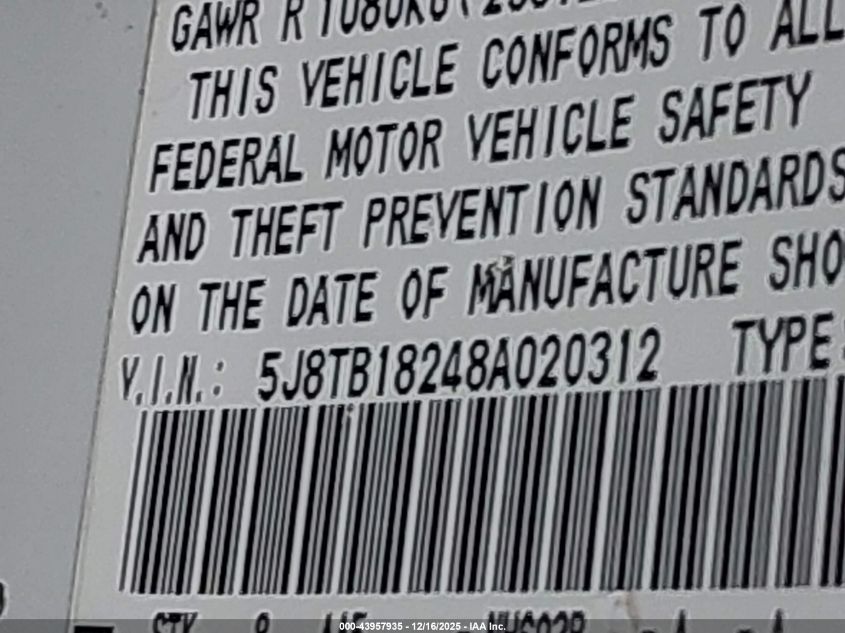 GAWR R
THIS VEHICLE CONFORMS TO ALL
FEDERAL MOTOR VEHICLE SAFETY
AND THEFT PREVENTION STANDARDS
ON THE DATE OF MANUFACTURE SHO
V.I.N.: 5J8TB18248A020312 TYPE:
000-43957935 - 12/16/2025 - IAA Inc.